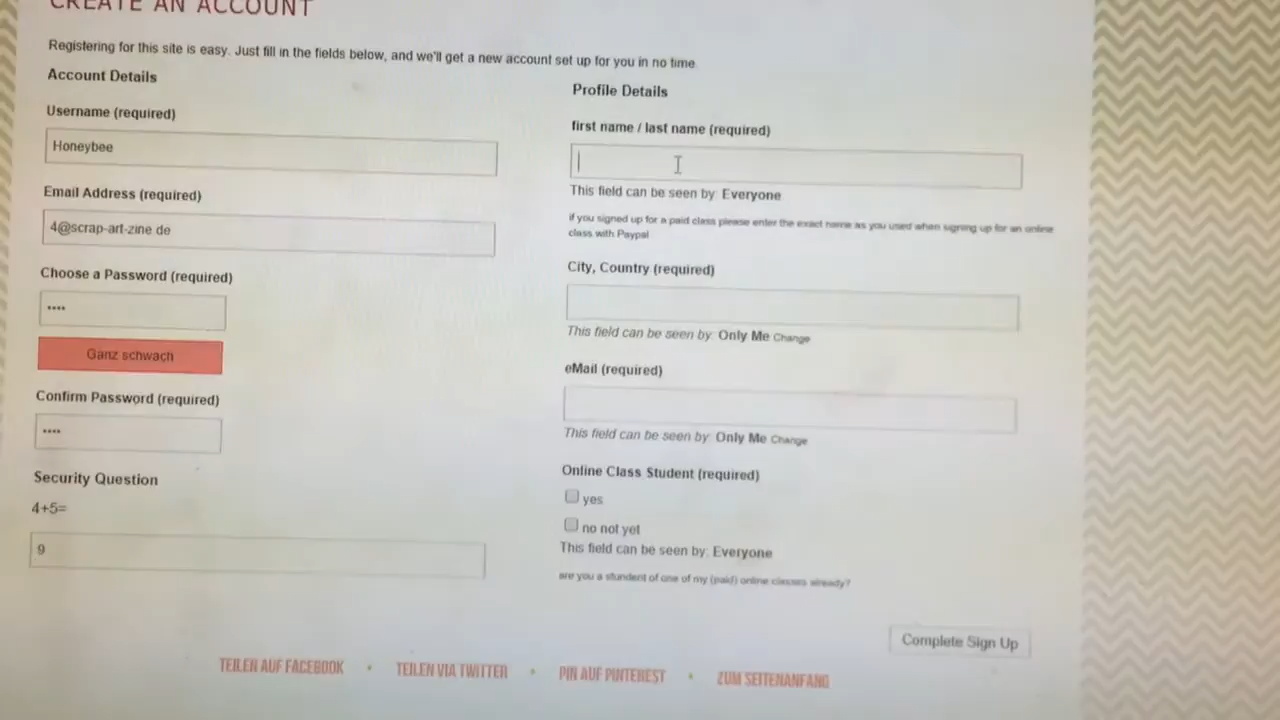 CREATE AN ACCOUNT
Registering for this site is easy. Just fill in the fields below, and we'll get a new account set up for you in no time.
Account Details
Username (required)
Honeybee
Email Address (required)
4@scrap-art-zine de
Choose a Password (required)
••••
Ganz schwach
Confirm Password (required)
••••
Security Question
4+5=
9
Profile Details
first name / last name (required)
This field can be seen by: Everyone
if you signed up for a paid class please enter the exact name as you used when signing up for an online
class with Paypal
City, Country (required)
This field can be seen by: Only Me Change
eMail (required)
This field can be seen by: Only Me Change
Online Class Student (required)
yes
no not yet
This field can be seen by: Everyone
are you a stundent of one of my (paid) online classes already?
Complete Sign Up
TEILEN AUF FACEBOOK • TEILEN VIA TWITTER • PIN AUF PINTEREST • ZUM SEITENANFANG